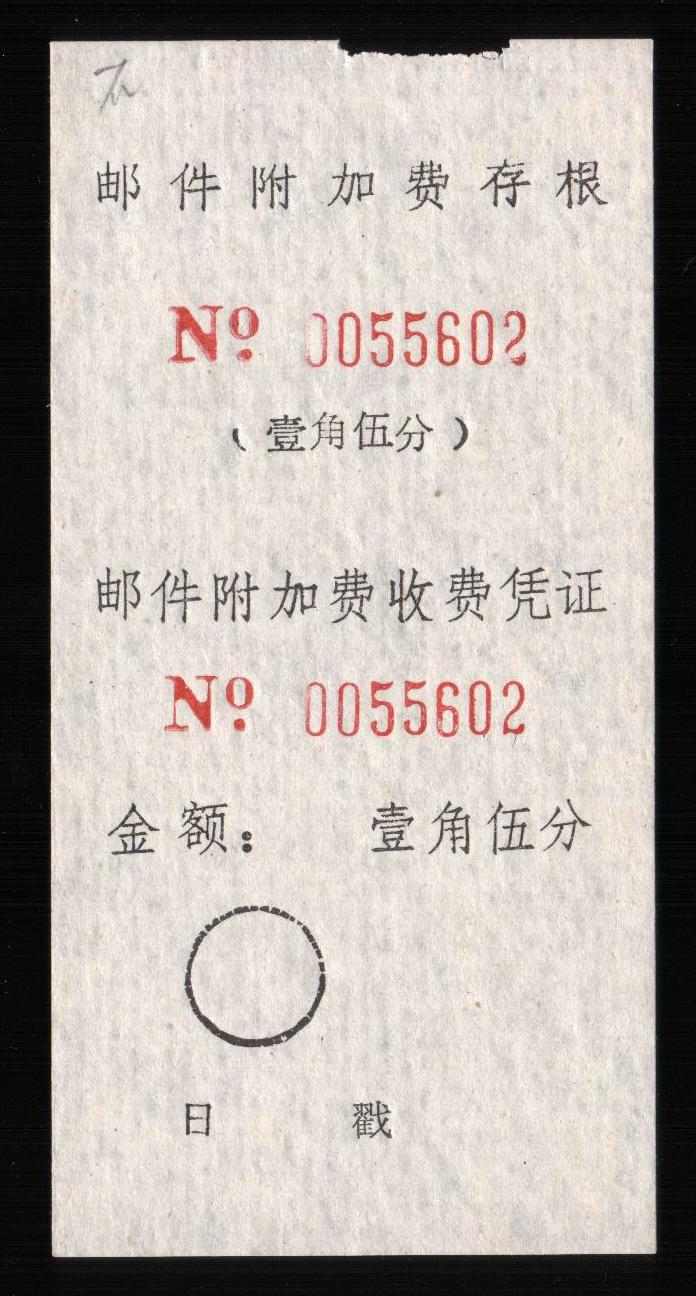 邮件附加费存根
Nº. 0055602
（壹角伍分）
邮件附加费收费凭证
Nº. 0055602
金额： 壹角伍分
日 戳